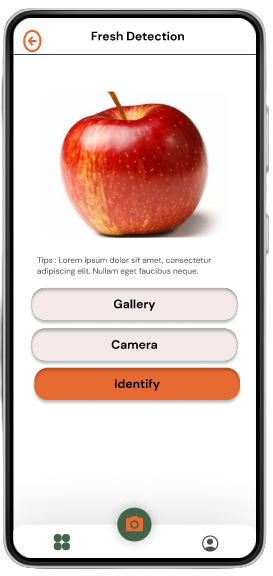 Fresh Detection
Tips : Lorem ipsum dolor sit amet, consectetur
adipiscing elit. Nullam eget faucibus neque.
Gallery
Camera
Identify